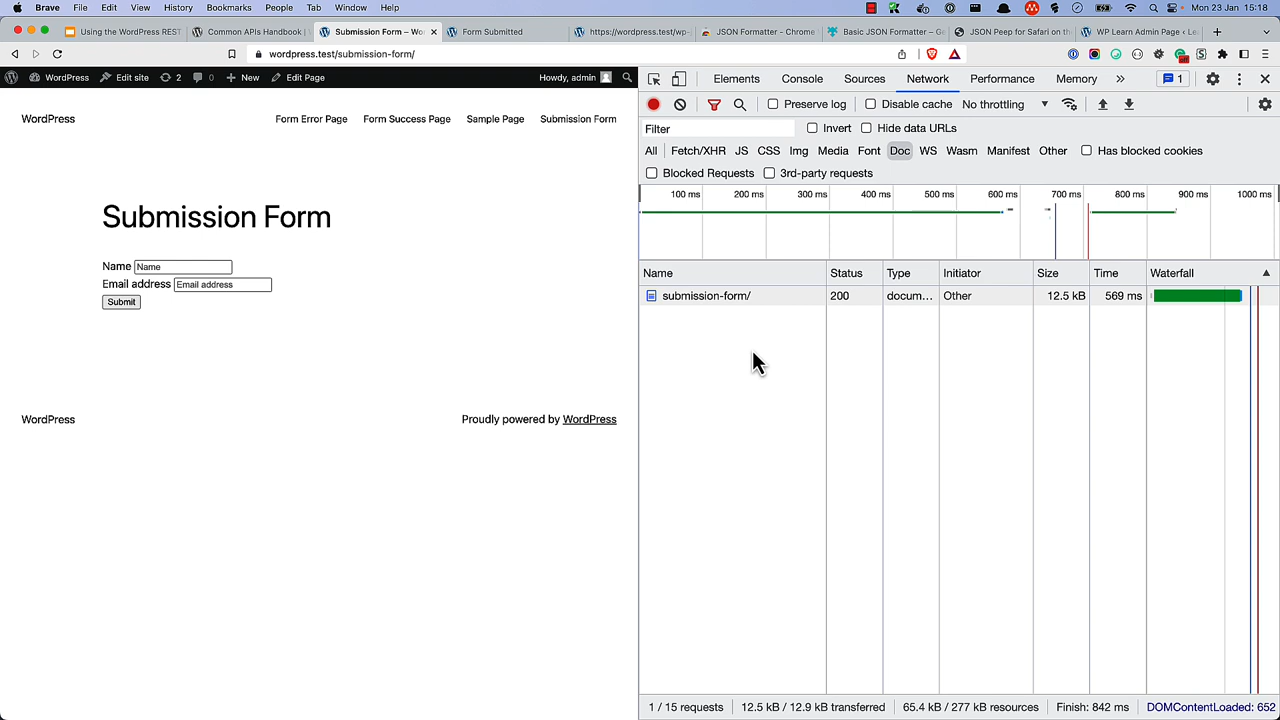 Brave File Edit View History Bookmarks People Tab Window Help Mon 23 Jan 15:18
Using the WordPress REST Common APIs Handbook | Submission Form – Wo Form Submitted https://wordpress.test/wp- JSON Formatter - Chrome Basic JSON Formatter – Ge JSON Peep for Safari on th WP Learn Admin Page ‹ Le
wordpress.test/submission-form/
WordPress Edit site 2 0 New Edit Page Howdy, admin
WordPress Form Error Page Form Success Page Sample Page Submission Form
Submission Form
Name Name
Email address Email address
Submit
WordPress Proudly powered by WordPress
Elements Console Sources Network Performance Memory 1
Preserve log Disable cache No throttling
Filter Invert Hide data URLs
All Fetch/XHR JS CSS Img Media Font Doc WS Wasm Manifest Other Has blocked cookies
Blocked Requests 3rd-party requests
100 ms 200 ms 300 ms 400 ms 500 ms 600 ms 700 ms 800 ms 900 ms 1000 ms
Name Status Type Initiator Size Time Waterfall
submission-form/ 200 docum... Other 12.5 kB 569 ms
1 / 15 requests 12.5 kB / 12.9 kB transferred 65.4 kB / 277 kB resources Finish: 842 ms DOMContentLoaded: 652